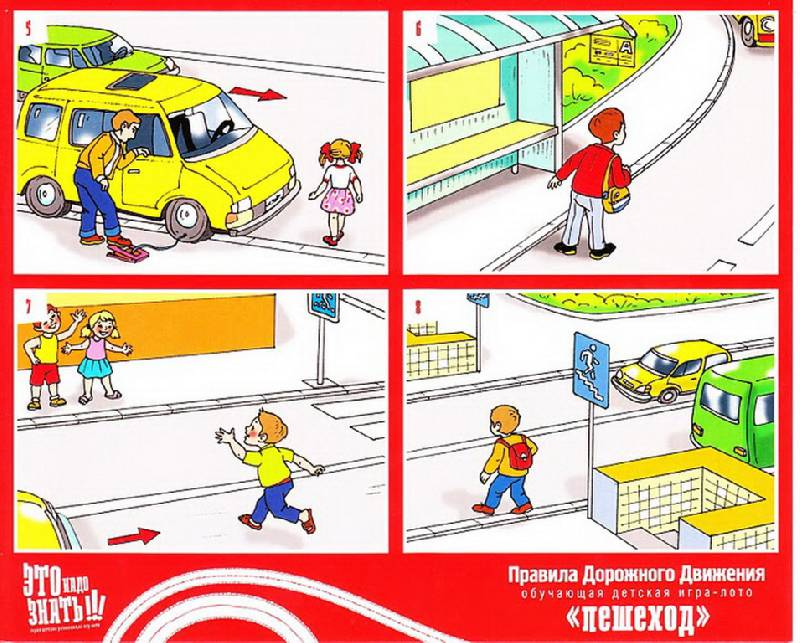 5
6
А
7
8
ЭТО НАДО
ЗНАТЬ!!!
Правила Дорожного Движения
обучающая детская игра-лото
«пешеход»